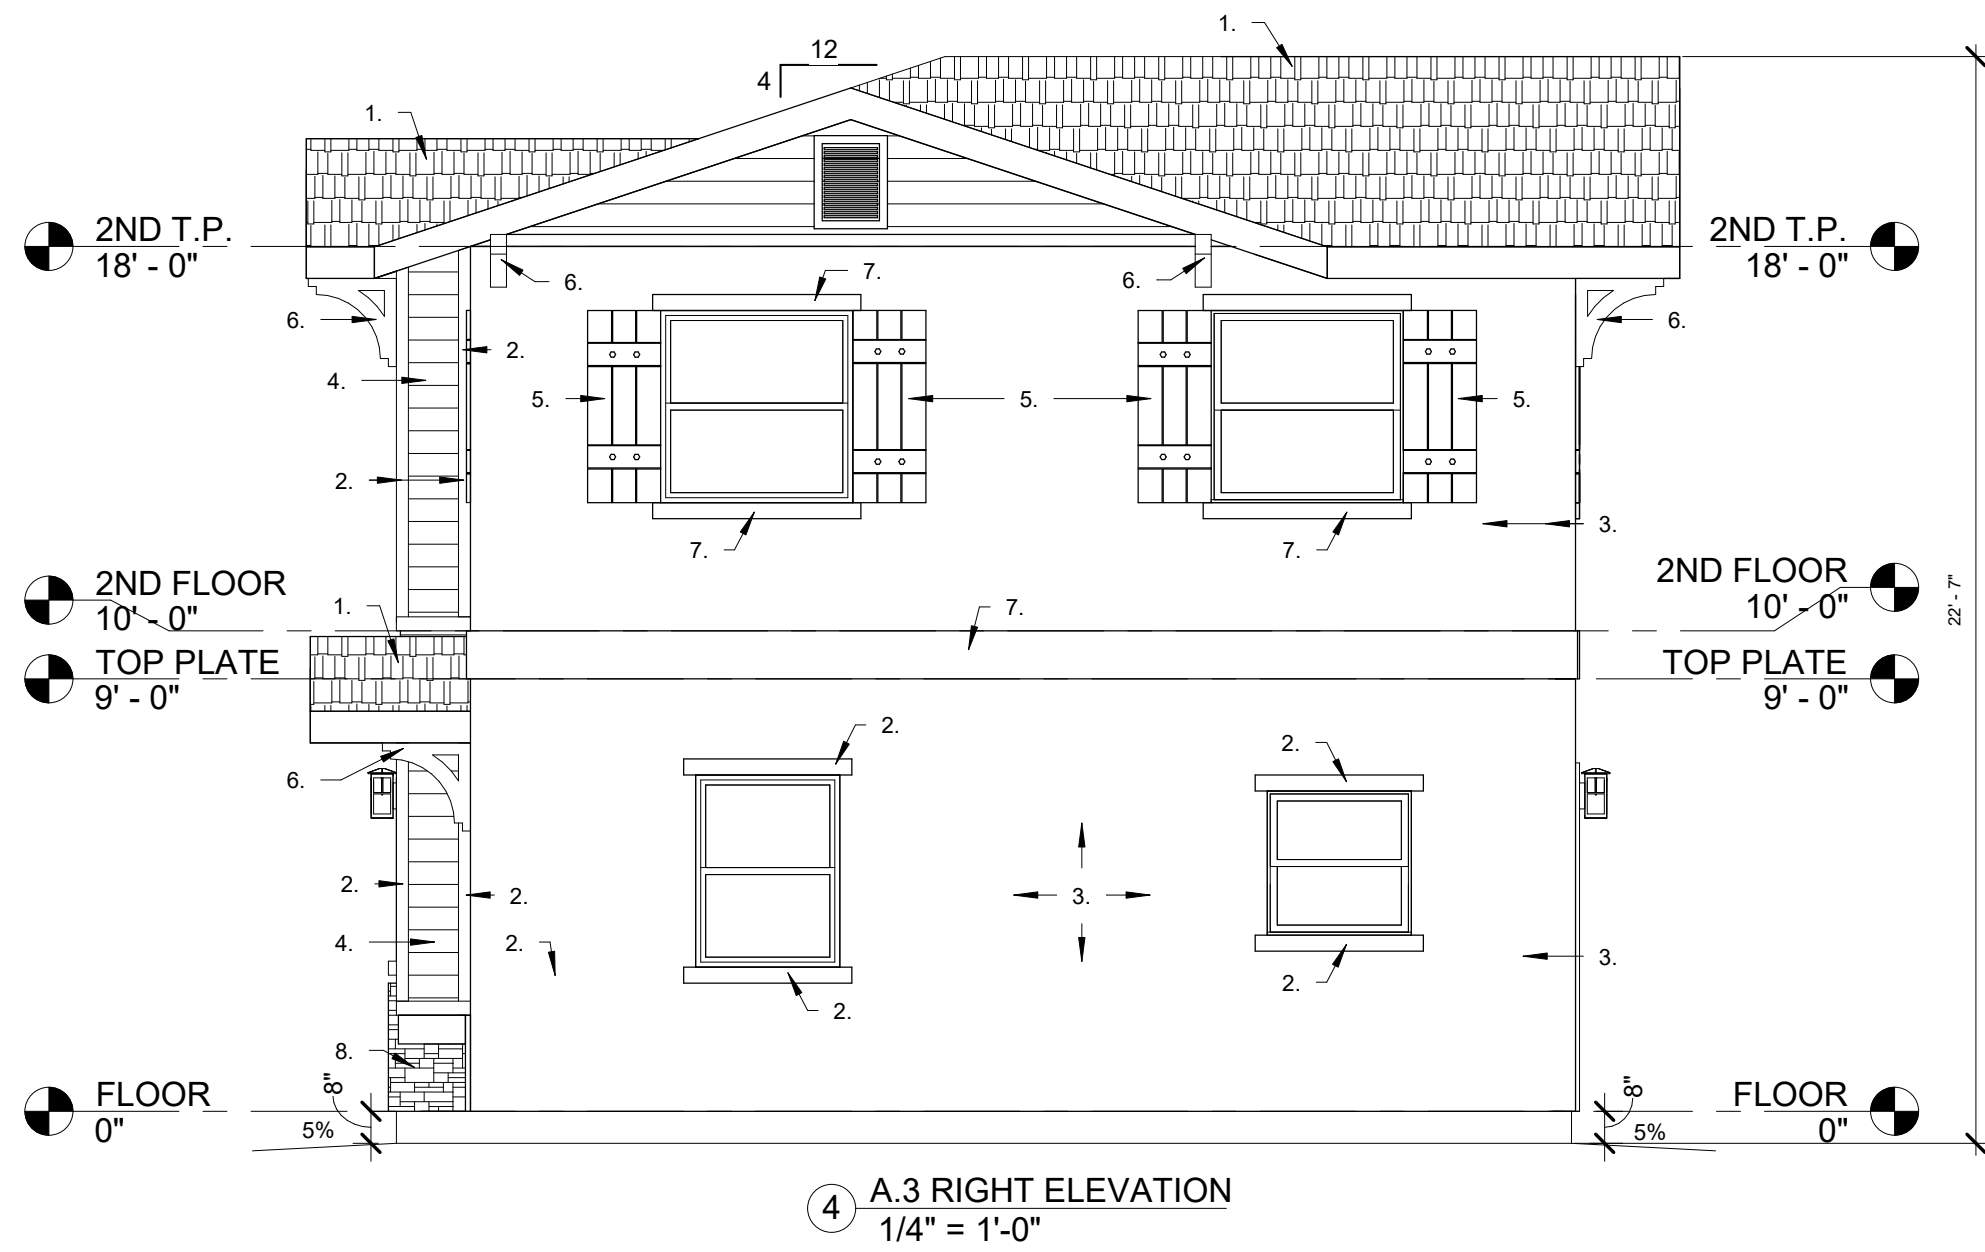 1.
12
4
1.
2ND T.P.
18' - 0"
2ND T.P.
18' - 0"
6.
7.
6.
6.
6.
2.
4.
5.
5.
5.
2.
3.
7.
7.
2ND FLOOR
10' - 0"
2ND FLOOR
10' - 0"
22' - 7"
1.
7.
TOP PLATE
9' - 0"
TOP PLATE
9' - 0"
2.
2.
6.
2.
2.
3.
4.
2.
3.
2.
2.
8.
8"
8"
FLOOR
0"
FLOOR
0"
5%
5%
4
A.3 RIGHT ELEVATION
1/4" = 1'-0"